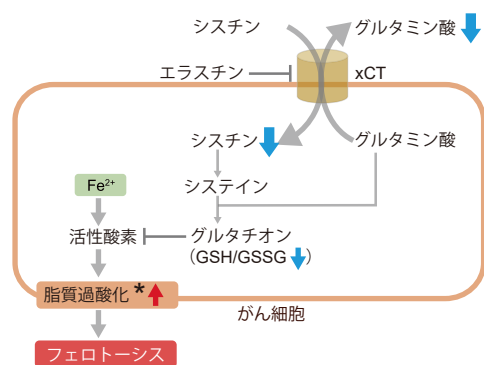 シスチン
グルタミン酸
エラスチン
xCT
シスチン
グルタミン酸
システイン
Fe²⁺
活性酸素
グルタチオン
(GSH/GSSG )
脂質過酸化 *
がん細胞
フェロトーシス